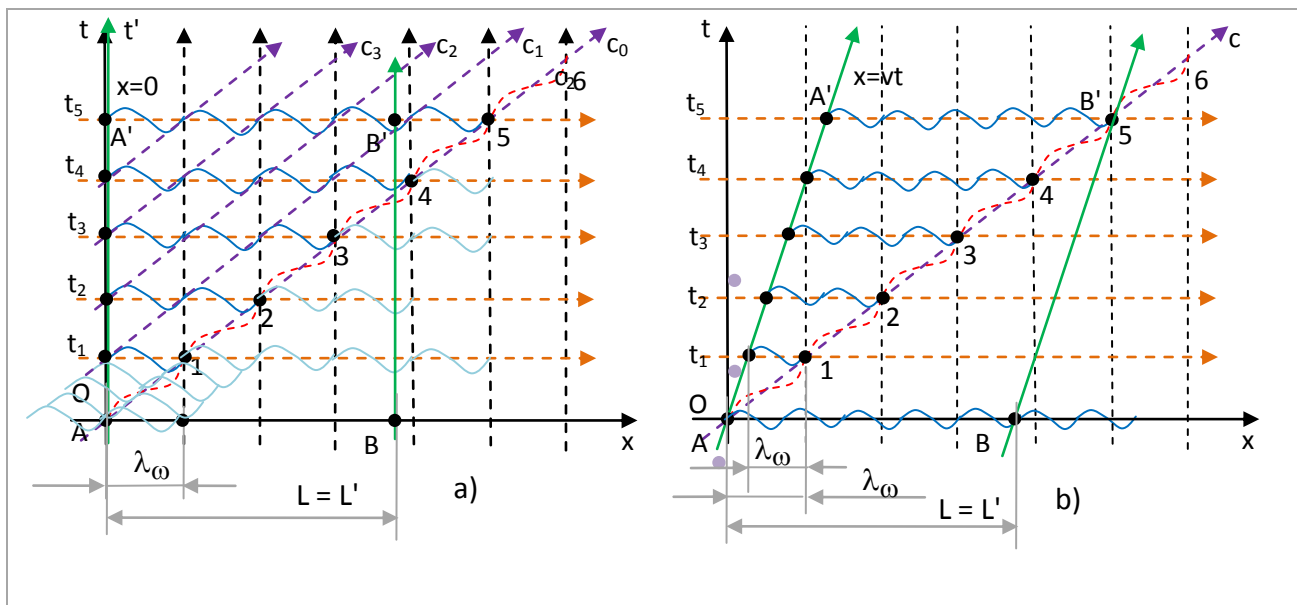 t t'
c₃ c₂ c₁ c₀
x=0
6
t₅
A' B' 5
t₄
4
t₃
3
t₂
2
t₁
1
O
A B x
λω
L = L' a)
t
c
x=vt
6
A' B'
t₅
5
t₄
4
t₃
3
t₂
2
t₁
1
O
A B x
λω
λω
L = L' b)